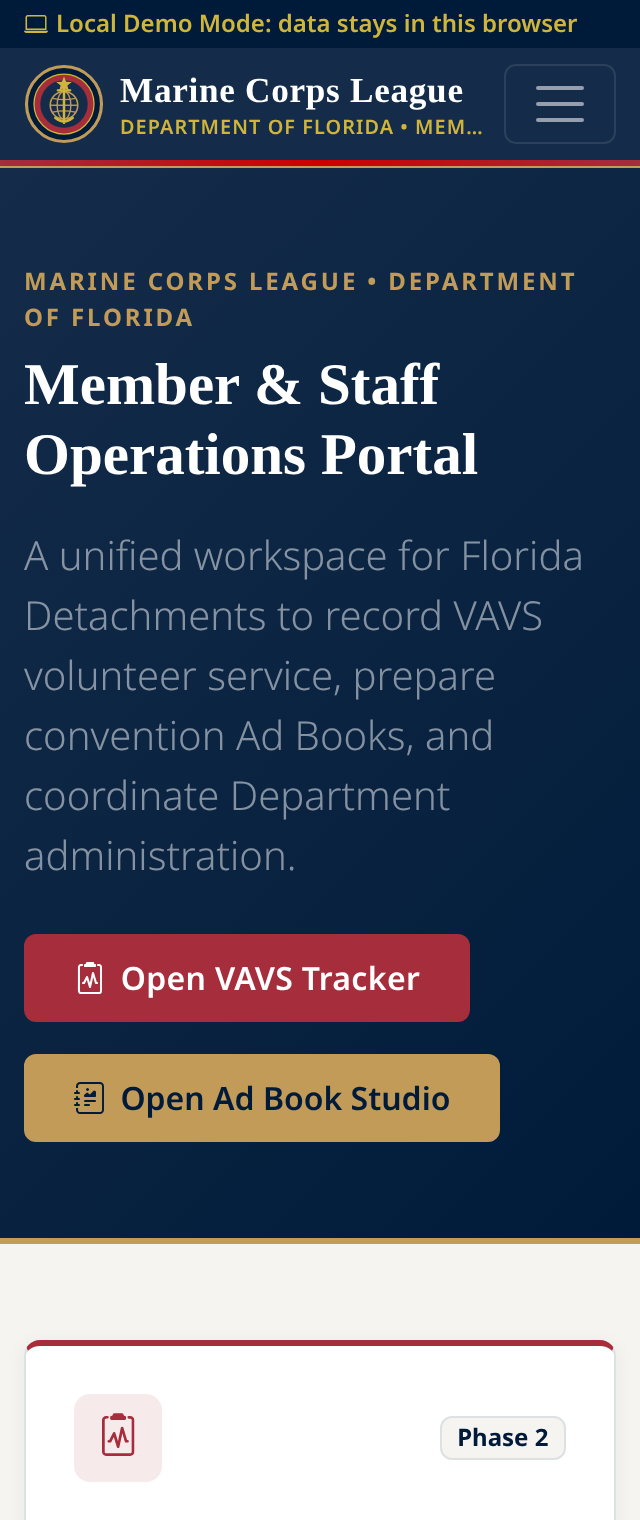 Local Demo Mode: data stays in this browser
Marine Corps League
DEPARTMENT OF FLORIDA • MEM...
MARINE CORPS LEAGUE • DEPARTMENT
OF FLORIDA
Member & Staff
Operations Portal
A unified workspace for Florida
Detachments to record VAVS
volunteer service, prepare
convention Ad Books, and
coordinate Department
administration.
Open VAVS Tracker
Open Ad Book Studio
Phase 2